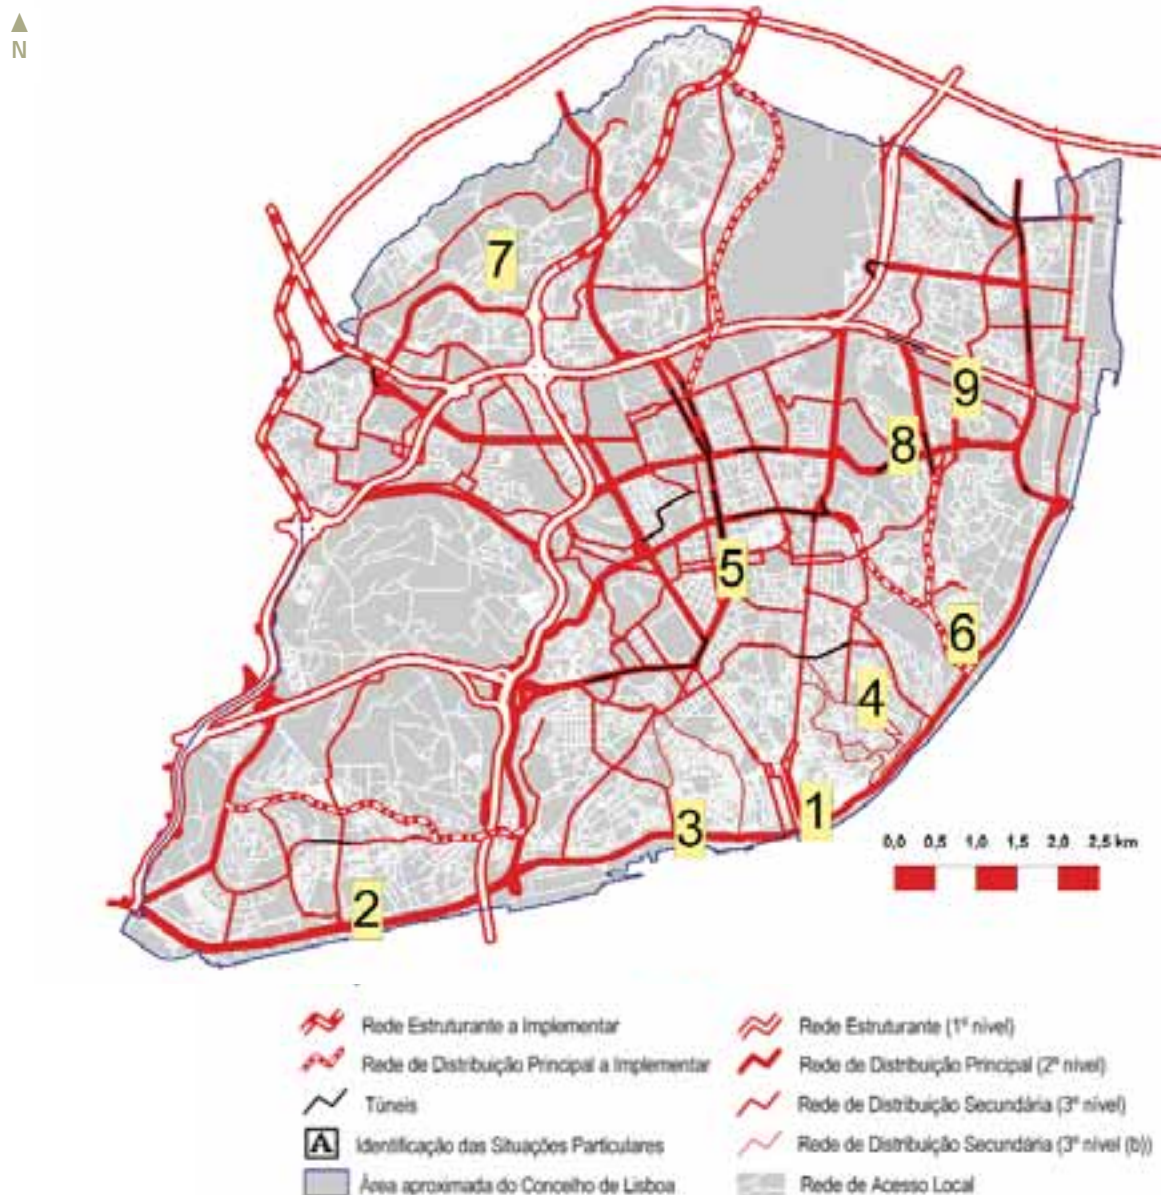 N
7
9
8
5
6
4
1
3
2
0,0 0,5 1,0 1,5 2,0 2,5 km
Rede Estruturante a Implementar
Rede de Distribuição Principal a Implementar
Túneis
A Identificação das Situações Particulares
Área aproximada do Concelho de Lisboa
Rede Estruturante (1º nível)
Rede de Distribuição Principal (2º nível)
Rede de Distribuição Secundária (3º nível)
Rede de Distribuição Secundária (3º nível (b))
Rede de Acesso Local